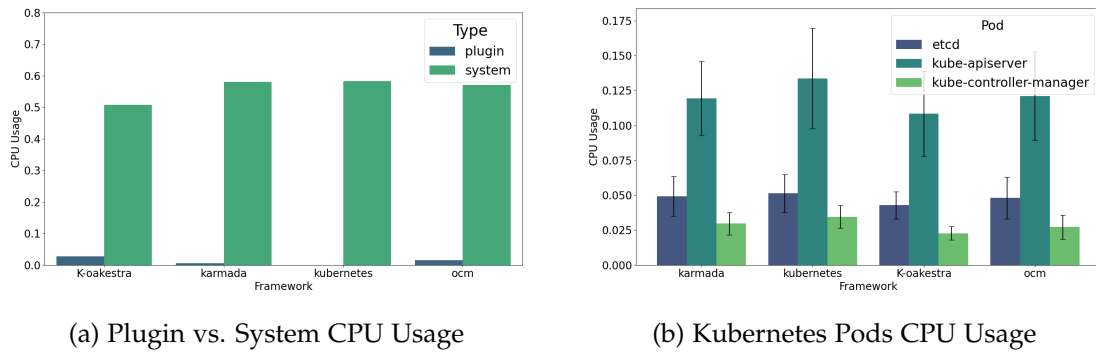 0.8
0.7
0.6
0.5
0.4
0.3
0.2
0.1
0.0
CPU Usage
Type
plugin
system
K-oakestra karmada kubernetes ocm
Framework
(a) Plugin vs. System CPU Usage
0.175
0.150
0.125
0.100
0.075
0.050
0.025
0.000
CPU Usage
Pod
etcd
kube-apiserver
kube-controller-manager
karmada kubernetes K-oakestra ocm
Framework
(b) Kubernetes Pods CPU Usage